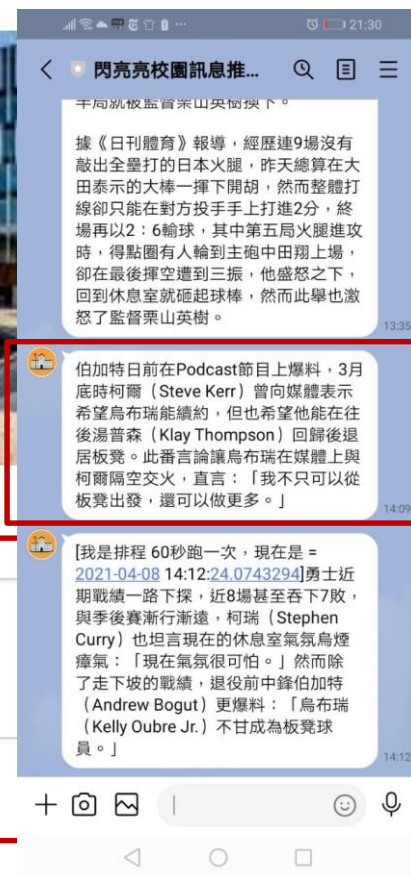 21:30
閃亮亮校園訊息推...
半局就被監督栗山英樹換下。
據《日刊體育》報導，經歷連9場沒有
敲出全壘打的日本火腿，昨天總算在大
田泰示的大棒一揮下開胡，然而整體打
線卻只能在對方投手手上打進2分，終
場再以2：6輸球，其中第五局火腿進攻
時，得點圈有人輪到主砲中田翔上場，
卻在最後揮空遭到三振，他盛怒之下，
回到休息室就砸起球棒，然而此舉也激
怒了監督栗山英樹。
13:35
伯加特日前在Podcast節目上爆料，3月
底時柯爾（Steve Kerr）曾向媒體表示
希望烏布瑞能續約，但也希望他能在往
後湯普森（Klay Thompson）回歸後退
居板凳。此番言論讓烏布瑞在媒體上與
柯爾隔空交火，直言：「我不只可以從
板凳出發，還可以做更多。」
14:09
[我是排程 60秒跑一次，現在是 =
2021-04-08 14:12:24.0743294]勇士近
期戰績一路下探，近8場甚至吞下7敗，
與季後賽漸行漸遠，柯瑞（Stephen
Curry）也坦言現在的休息室氣氛烏煙
瘴氣：「現在氣氛很可怕。」然而除
了走下坡的戰績，退役前中鋒伯加特
（Andrew Bogut）更爆料：「烏布瑞
（Kelly Oubre Jr.）不甘成為板凳球
員。」
14:12